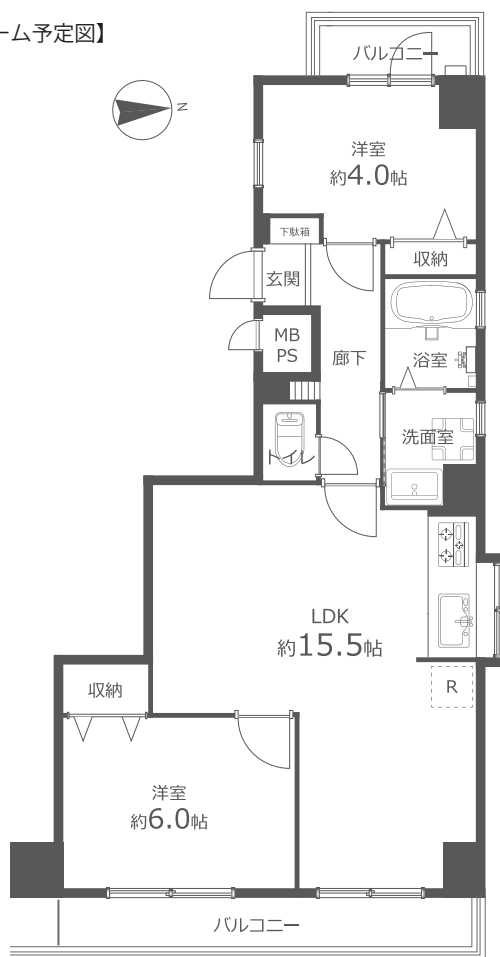 ーム予定図】
バルコニー
N
洋室
約4.0帖
下駄箱
収納
玄関
MB
PS
廊下
浴室
洗面室
トイレ
LDK
約15.5帖
収納
R
洋室
約6.0帖
バルコニー